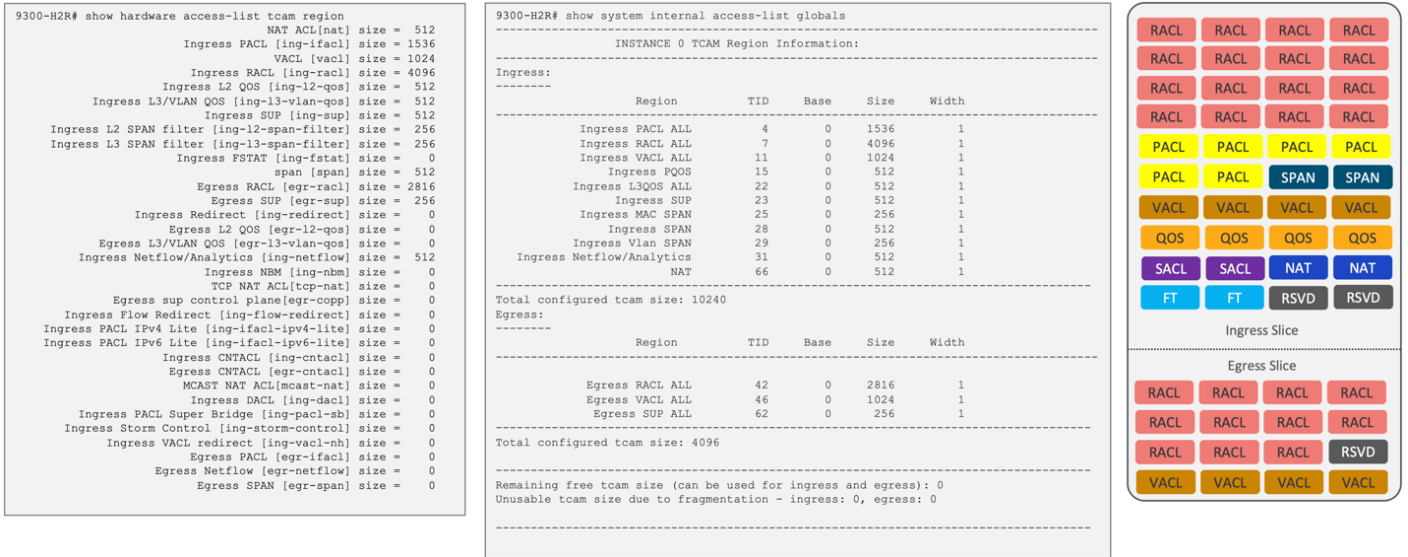 9300-H2R# show hardware access-list tcam region
NAT ACL[nat] size = 512
Ingress PACL [ing-ifacl] size = 1536
VACL [vacl] size = 1024
Ingress RACL [ing-racl] size = 4096
Ingress L2 QOS [ing-l2-qos] size = 512
Ingress L3/VLAN QOS [ing-l3-vlan-qos] size = 512
Ingress SUP [ing-sup] size = 512
Ingress L2 SPAN filter [ing-l2-span-filter] size = 256
Ingress L3 SPAN filter [ing-l3-span-filter] size = 256
Ingress FSTAT [ing-fstat] size = 0
span [span] size = 512
Egress RACL [egr-racl] size = 2816
Egress SUP [egr-sup] size = 256
Ingress Redirect [ing-redirect] size = 0
Egress L2 QOS [egr-l2-qos] size = 0
Egress L3/VLAN QOS [egr-l3-vlan-qos] size = 0
Ingress Netflow/Analytics [ing-netflow] size = 512
Ingress NBM [ing-nbm] size = 0
TCP NAT ACL[tcp-nat] size = 0
Egress sup control plane[egr-copp] size = 0
Ingress Flow Redirect [ing-flow-redirect] size = 0
Ingress PACL IPv4 Lite [ing-ifacl-ipv4-lite] size = 0
Ingress PACL IPv6 Lite [ing-ifacl-ipv6-lite] size = 0
Ingress CNTACL [ing-cntacl] size = 0
Egress CNTACL [egr-cntacl] size = 0
MCAST NAT ACL[mcast-nat] size = 0
Ingress DACL [ing-dacl] size = 0
Ingress PACL Super Bridge [ing-pacl-sb] size = 0
Ingress Storm Control [ing-storm-control] size = 0
Ingress VACL redirect [ing-vacl-nh] size = 0
Egress PACL [egr-ifacl] size = 0
Egress Netflow [egr-netflow] size = 0
Egress SPAN [egr-span] size = 0
9300-H2R# show system internal access-list globals
INSTANCE 0 TCAM Region Information:
Ingress:
--------
Region TID Base Size Width
Ingress PACL ALL 4 0 1536 1
Ingress RACL ALL 7 0 4096 1
Ingress VACL ALL 11 0 1024 1
Ingress PQOS 15 0 512 1
Ingress L3QOS ALL 22 0 512 1
Ingress SUP 23 0 512 1
Ingress MAC SPAN 25 0 256 1
Ingress SPAN 28 0 512 1
Ingress Vlan SPAN 29 0 256 1
Ingress Netflow/Analytics 31 0 512 1
NAT 66 0 512 1
Total configured tcam size: 10240
Egress:
--------
Region TID Base Size Width
Egress RACL ALL 42 0 2816 1
Egress VACL ALL 46 0 1024 1
Egress SUP ALL 62 0 256 1
Total configured tcam size: 4096
Remaining free tcam size (can be used for ingress and egress): 0
Unusable tcam size due to fragmentation - ingress: 0, egress: 0
RACL RACL RACL RACL
RACL RACL RACL RACL
RACL RACL RACL RACL
RACL RACL RACL RACL
PACL PACL PACL PACL
PACL PACL SPAN SPAN
VACL VACL VACL VACL
QOS QOS QOS QOS
SACL SACL NAT NAT
FT FT RSVD RSVD
Ingress Slice
Egress Slice
RACL RACL RACL RACL
RACL RACL RACL RACL
RACL RACL RACL RSVD
VACL VACL VACL VACL